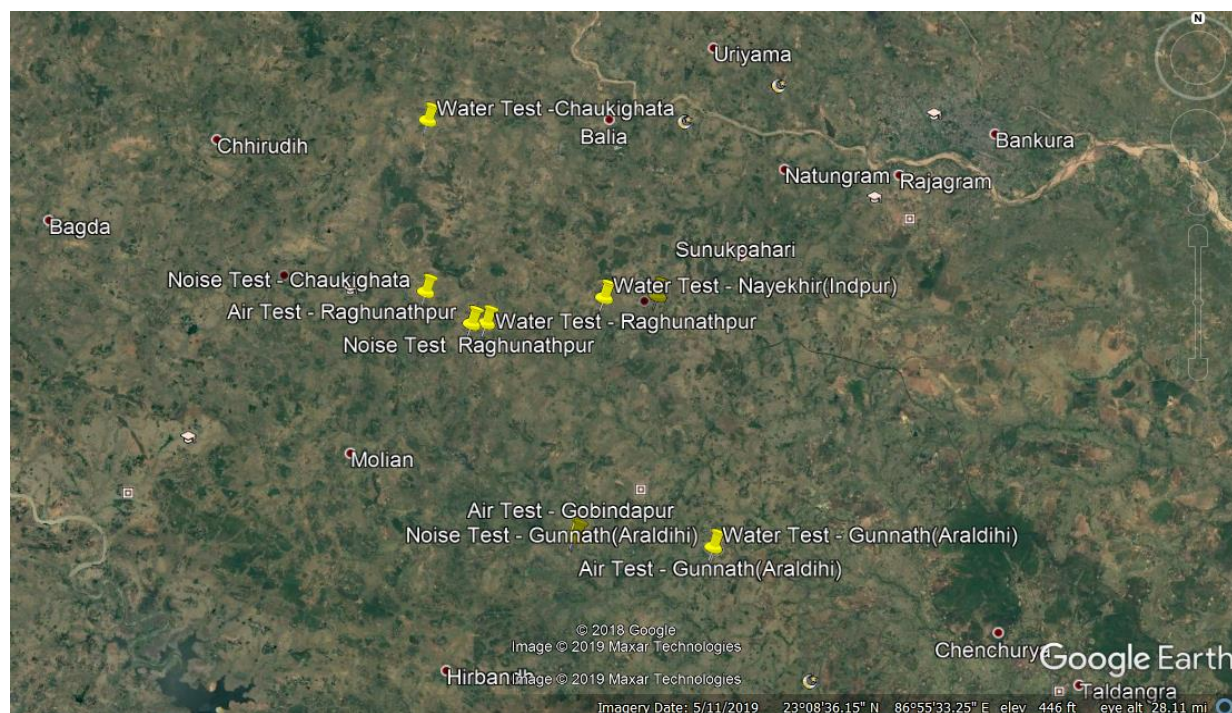 N
Uriyama
Water Test -Chaukighata
Balia
Bankura
Chhirudih
Natungram
Rajagram
Bagda
Sunukpahari
Noise Test - Chaukighata
Water Test - Nayekhir(Indpur)
Air Test - Raghunathpur
Water Test - Raghunathpur
Noise Test Raghunathpur
Molian
Air Test - Gobindapur
Noise Test - Gunnath(Araldihi)
Water Test - Gunnath(Araldihi)
Air Test - Gunnath(Araldihi)
© 2018 Google
Image © 2019 Maxar Technologies
Chenchurya
Google Earth
Hirbandh
Image © 2019 Maxar Technologies
Taldangra
Imagery Date: 5/11/2019 23°08'36.15" N 86°55'33.25" E elev 446 ft eye alt 28.11 mi